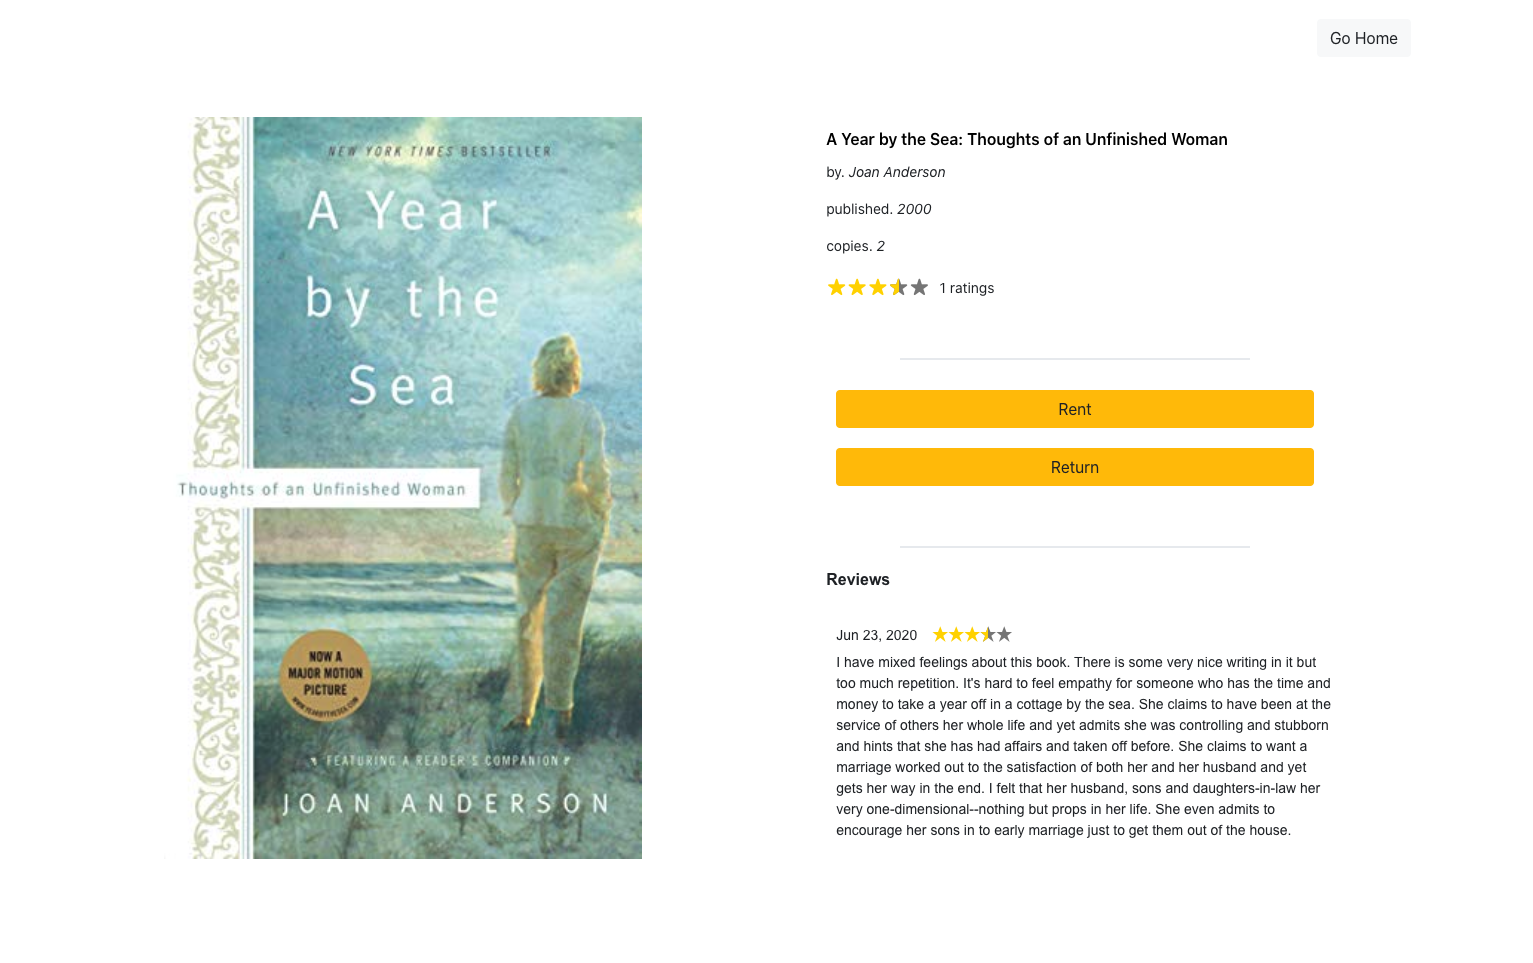 Go Home
NEW YORK TIMES BESTSELLER
A Year
by the
Sea
Thoughts of an Unfinished Woman
NOW A
MAJOR MOTION
PICTURE
WWW.YEARBYTHESEA.COM
FEATURING A READER'S COMPANION
JOAN ANDERSON
A Year by the Sea: Thoughts of an Unfinished Woman
by. Joan Anderson
published. 2000
copies. 2
1 ratings
Rent
Return
Reviews
Jun 23, 2020
I have mixed feelings about this book. There is some very nice writing in it but
too much repetition. It's hard to feel empathy for someone who has the time and
money to take a year off in a cottage by the sea. She claims to have been at the
service of others her whole life and yet admits she was controlling and stubborn
and hints that she has had affairs and taken off before. She claims to want a
marriage worked out to the satisfaction of both her and her husband and yet
gets her way in the end. I felt that her husband, sons and daughters-in-law her
very one-dimensional--nothing but props in her life. She even admits to
encourage her sons in to early marriage just to get them out of the house.